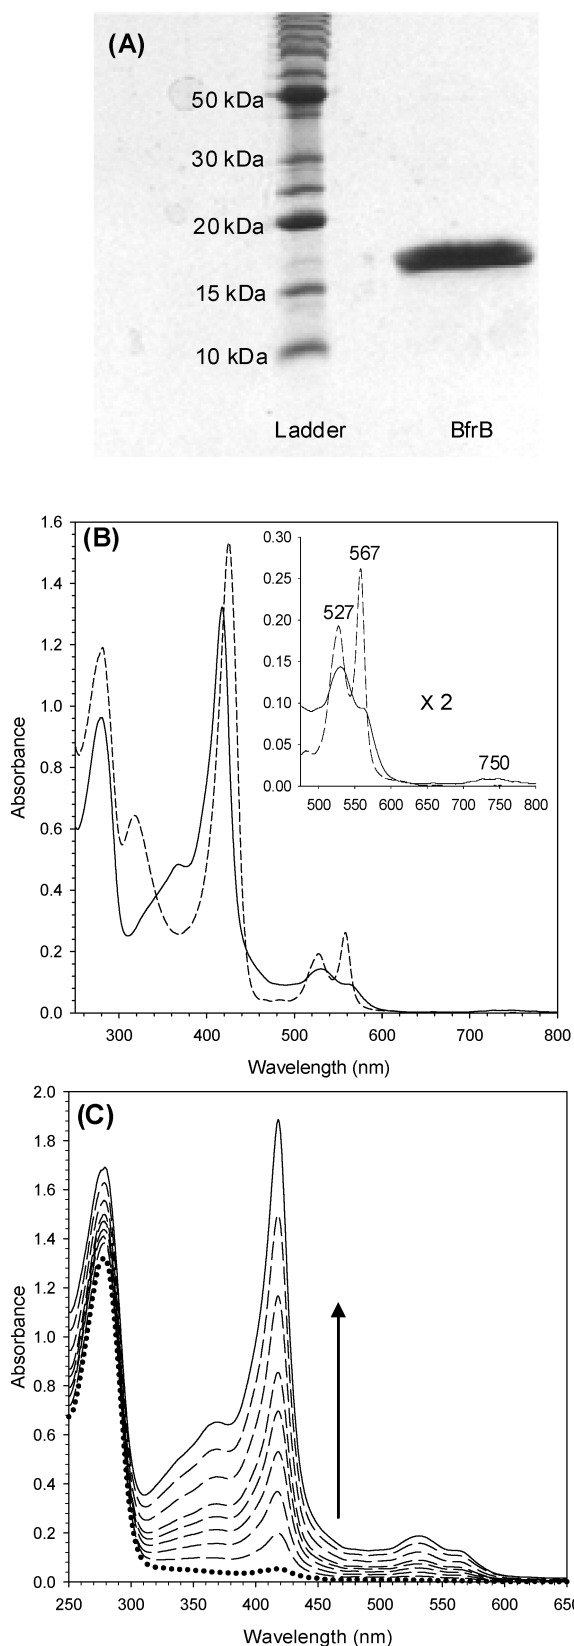 (A)
50 kDa
30 kDa
20 kDa
15 kDa
10 kDa
Ladder BfrB
(B)
1.6
1.4
1.2
1.0
0.8
0.6
0.4
0.2
0.0
Absorbance
300 400 500 600 700 800
Wavelength (nm)
0.30
0.25
0.20
0.15
0.10
0.05
0.00
567
527
X 2
750
500 550 600 650 700 750 800
(C)
2.0
1.8
1.6
1.4
1.2
1.0
0.8
0.6
0.4
0.2
0.0
Absorbance
250 300 350 400 450 500 550 600 650
Wavelength (nm)